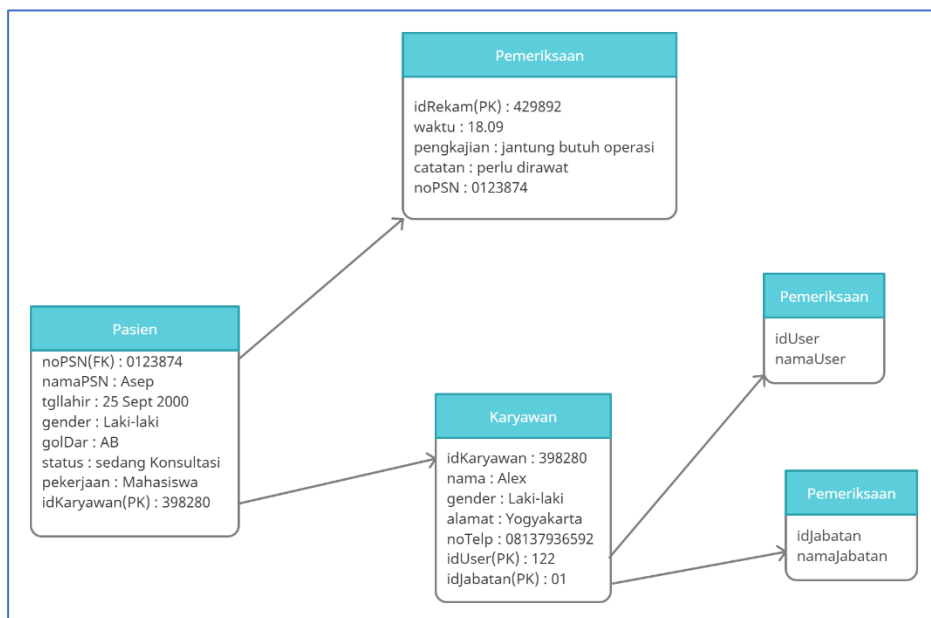 Pemeriksaan
idRekam(PK) : 429892
waktu : 18.09
pengkajian : jantung butuh operasi
catatan : perlu dirawat
noPSN : 0123874
Pasien
noPSN(FK) : 0123874
namaPSN : Asep
tgllahir : 25 Sept 2000
gender : Laki-laki
golDar : AB
status : sedang Konsultasi
pekerjaan : Mahasiswa
idKaryawan(PK) : 398280
Karyawan
idKaryawan : 398280
nama : Alex
gender : Laki-laki
alamat : Yogyakarta
noTelp : 08137936592
idUser(PK) : 122
idJabatan(PK) : 01
Pemeriksaan
idUser
namaUser
Pemeriksaan
idJabatan
namaJabatan